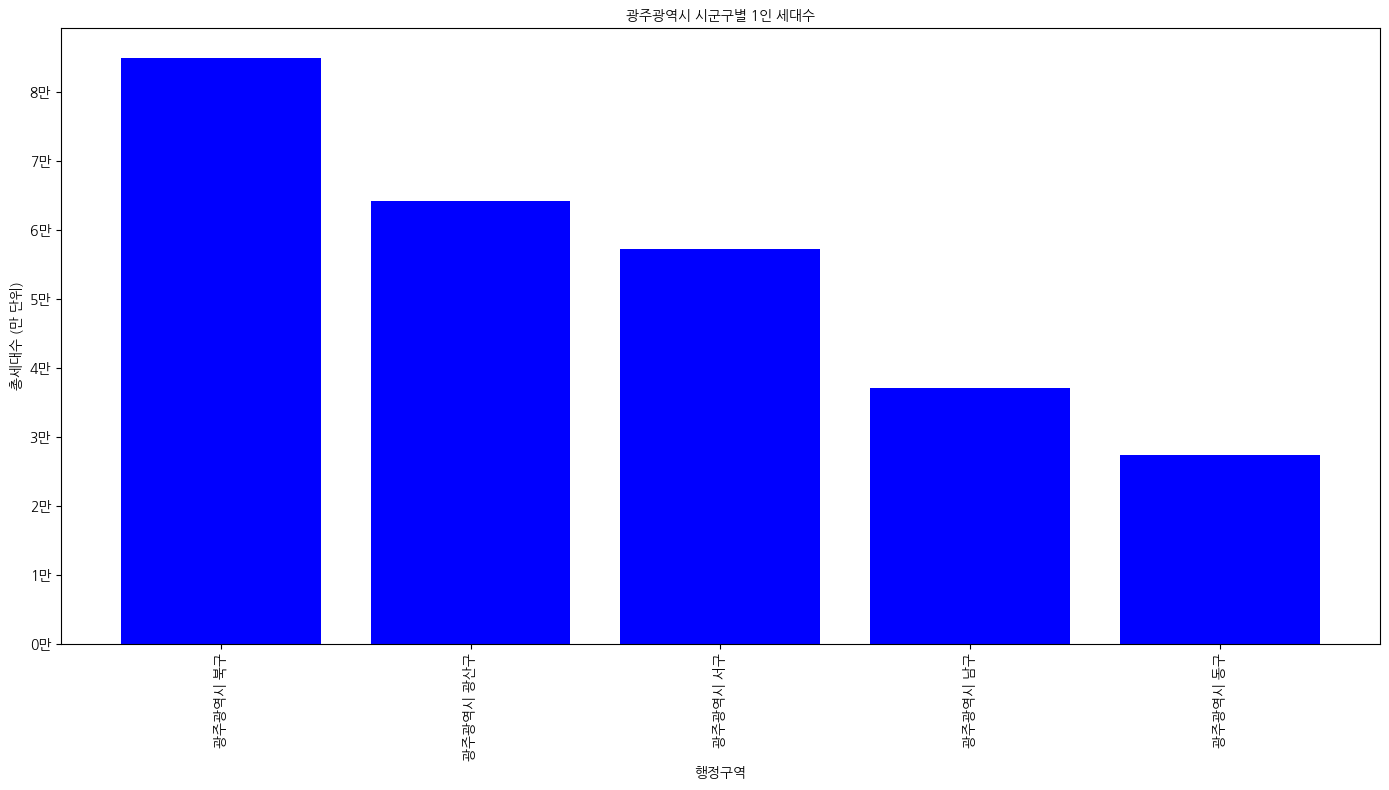 광주광역시 시군구별 1인 세대수
총세대수 (만 단위)
8만
7만
6만
5만
4만
3만
2만
1만
0만
광주광역시 북구
광주광역시 광산구
광주광역시 서구
광주광역시 남구
광주광역시 동구
행정구역